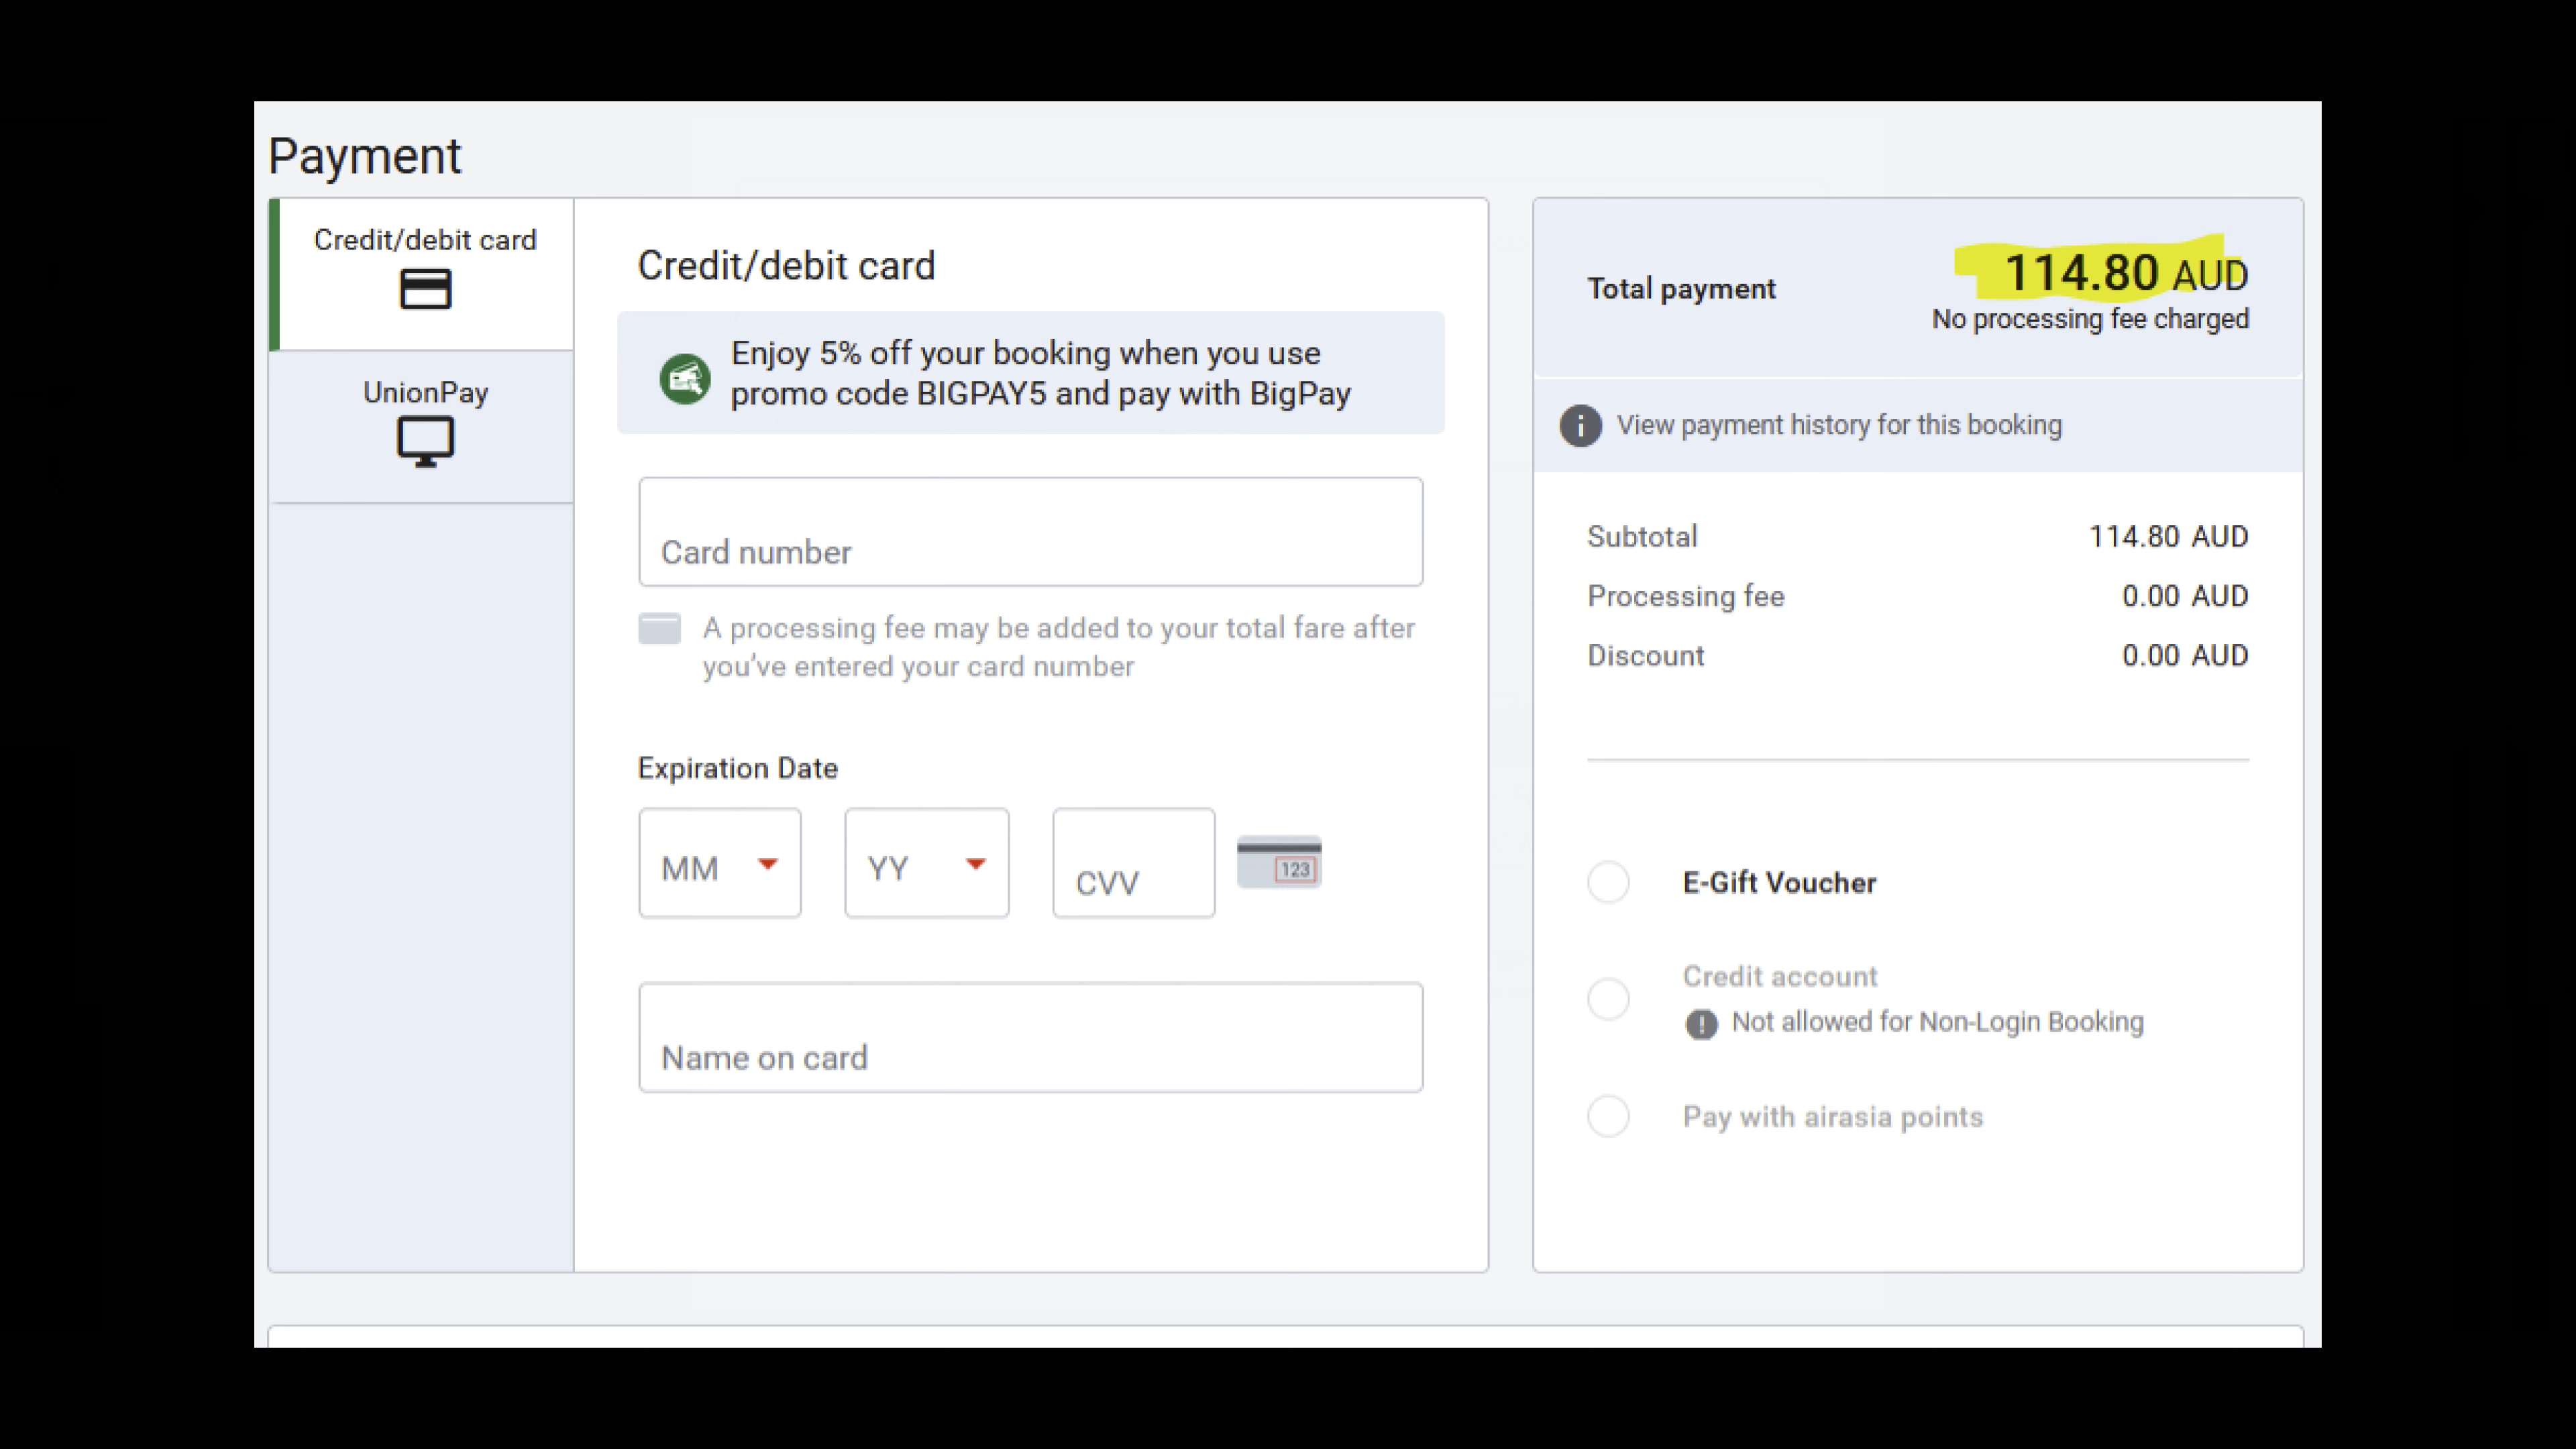 Payment
Credit/debit card
UnionPay
Credit/debit card
Enjoy 5% off your booking when you use
promo code BIGPAY5 and pay with BigPay
Card number
A processing fee may be added to your total fare after
you've entered your card number
Expiration Date
MM
YY
CVV
123
Name on card
Total payment
114.80 AUD
No processing fee charged
View payment history for this booking
Subtotal 114.80 AUD
Processing fee 0.00 AUD
Discount 0.00 AUD
E-Gift Voucher
Credit account
Not allowed for Non-Login Booking
Pay with airasia points